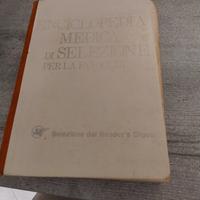 ENCICLOPEDIA
MEDICA
DI SELEZIONE
PER LA FAMIGLIA
Selezione dal Reader's Digest